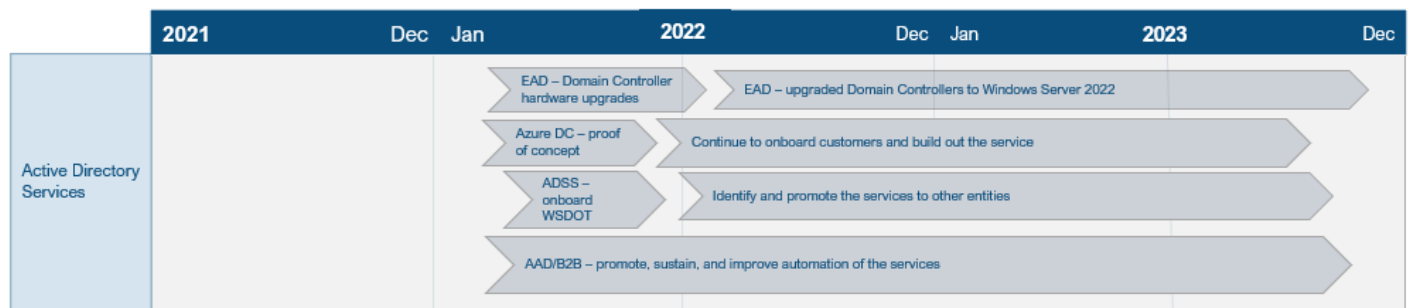 2021 Dec Jan 2022 Dec Jan 2023 Dec
Active Directory
Services
EAD – Domain Controller
hardware upgrades
EAD – upgraded Domain Controllers to Windows Server 2022
Azure DC – proof
of concept
Continue to onboard customers and build out the service
ADSS –
onboard
WSDOT
Identify and promote the services to other entities
AAD/B2B – promote, sustain, and improve automation of the services